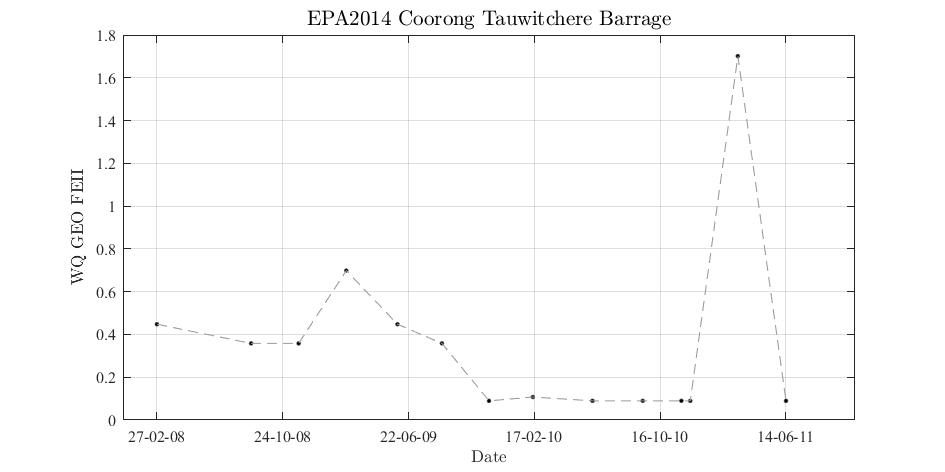 EPA2014 Coorong Tauwitchere Barrage
1.8
1.6
1.4
1.2
1
0.8
0.6
0.4
0.2
0
WQ GEO FEII
27-02-08 24-10-08 22-06-09 17-02-10 16-10-10 14-06-11
Date